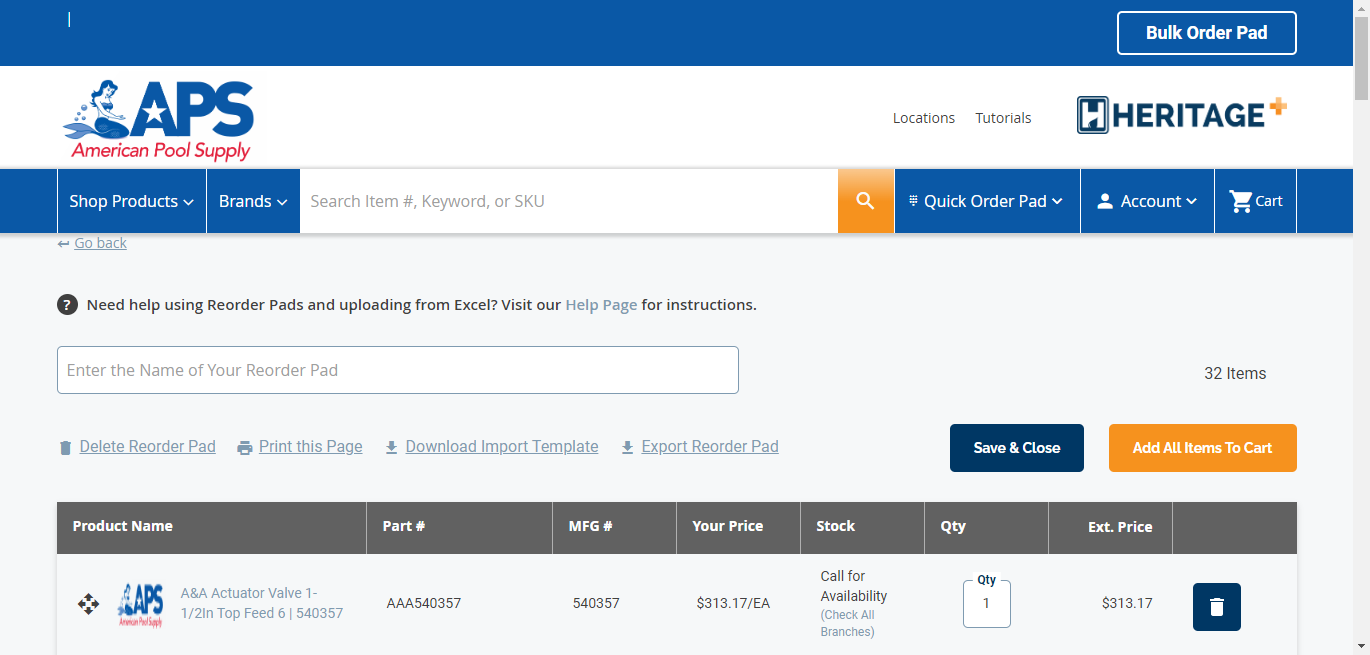 Bulk Order Pad
APS
American Pool Supply
Locations
Tutorials
HERITAGE+
Shop Products
Brands
Search Item #, Keyword, or SKU
Quick Order Pad
Account
Cart
Go back
? Need help using Reorder Pads and uploading from Excel? Visit our Help Page for instructions.
Enter the Name of Your Reorder Pad
32 Items
Delete Reorder Pad
Print this Page
Download Import Template
Export Reorder Pad
Save & Close
Add All Items To Cart
Product Name
Part #
MFG #
Your Price
Stock
Qty
Ext. Price
APS
American Pool Supply
A&A Actuator Valve 1-
1/2In Top Feed 6 | 540357
AAA540357
540357
$313.17/EA
Call for
Availability
(Check All
Branches)
Qty
1
$313.17